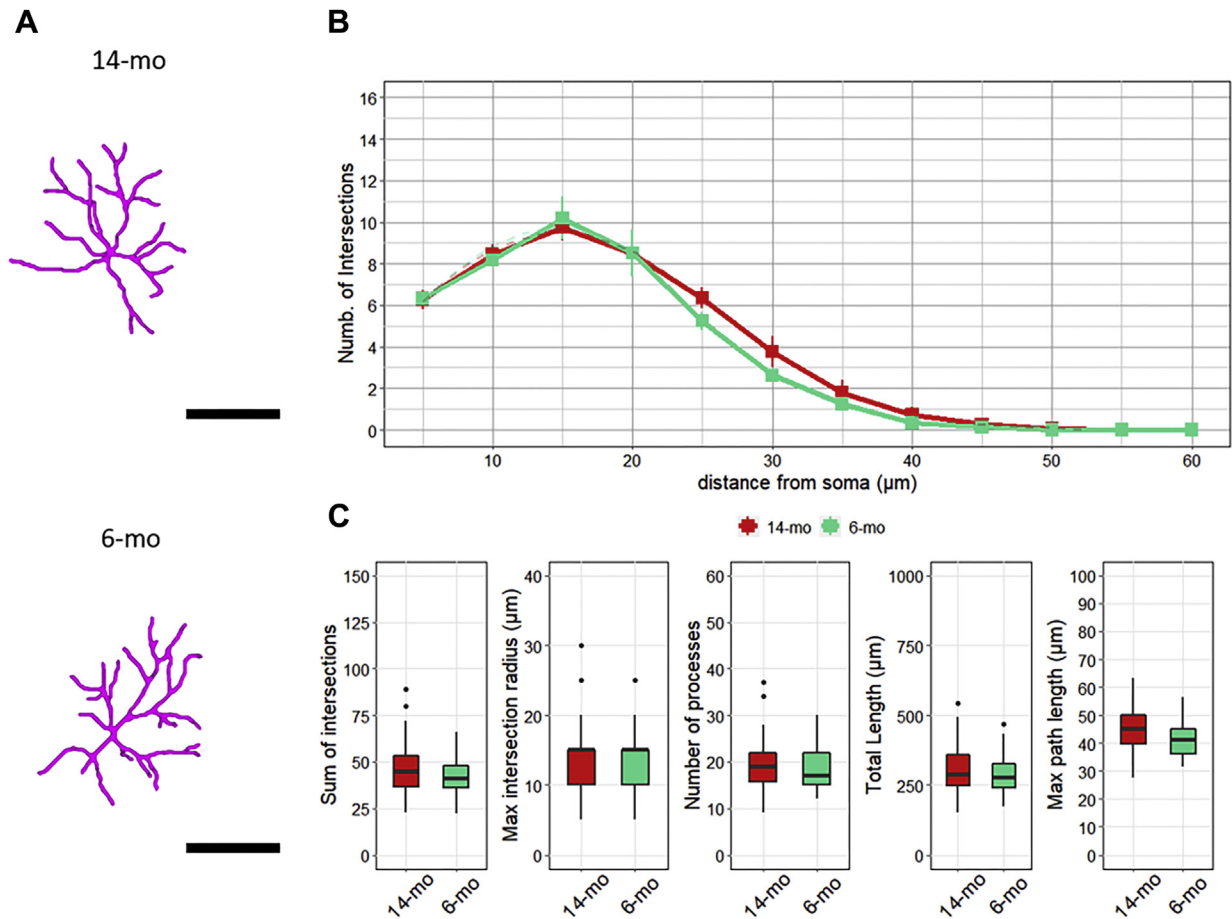 A
14-mo
6-mo
B
Numb. of Intersections
16
14
12
10
8
6
4
2
0
10 20 30 40 50 60
distance from soma (µm)
14-mo 6-mo
C
Sum of intersections
150
125
100
75
50
25
0
14-mo 6-mo
Max intersection radius (µm)
40
30
20
10
0
14-mo 6-mo
Number of processes
60
50
40
30
20
10
0
14-mo 6-mo
Total Length (µm)
1000
750
500
250
0
14-mo 6-mo
Max path length (µm)
100
90
80
70
60
50
40
30
20
10
0
14-mo 6-mo